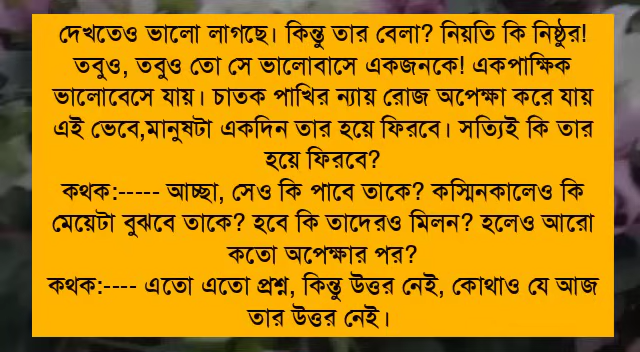 দেখতেও ভালো লাগছে। কিন্তু তার বেলা? নিয়তি কি নিষ্ঠুর!
তবুও, তবুও তো সে ভালোবাসে একজনকে! একপাক্ষিক
ভালোবেসে যায়। চাতক পাখির ন্যায় রোজ অপেক্ষা করে যায়
এই ভেবে,মানুষটা একদিন তার হয়ে ফিরবে। সত্যিই কি তার
হয়ে ফিরবে?
কথক:----- আচ্ছা, সেও কি পাবে তাকে? কস্মিনকালেও কি
মেয়েটা বুঝবে তাকে? হবে কি তাদেরও মিলন? হলেও আরো
কতো অপেক্ষার পর?
কথক:---- এতো এতো প্রশ্ন, কিন্তু উত্তর নেই, কোথাও যে আজ
তার উত্তর নেই।